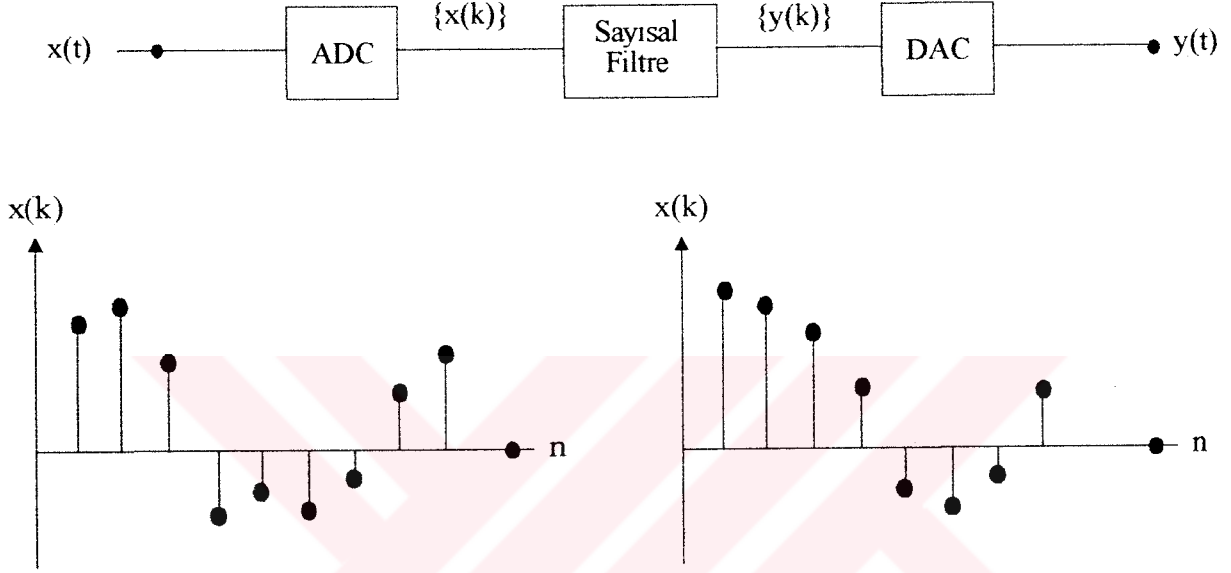 x(t)
ADC
{x(k)}
Sayısal
Filtre
{y(k)}
DAC
y(t)
x(k)
n
x(k)
n